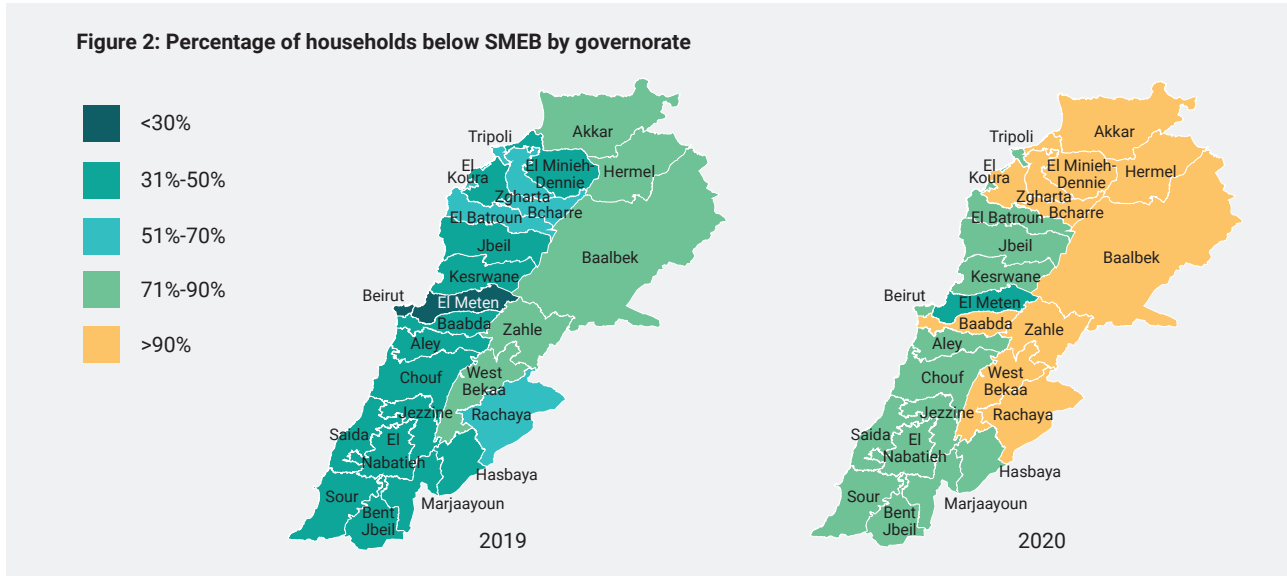 Figure 2: Percentage of households below SMEB by governorate
<30%
31%-50%
51%-70%
71%-90%
>90%
Akkar
Tripoli
El
Koura
El Minieh-
Dennie
Hermel
Zgharta
Bcharre
El Batroun
Jbeil
Baalbek
Kesrwane
Beirut
El Meten
Baabda
Zahle
Aley
Chouf
West
Bekaa
Jezzine
Rachaya
Saida
El
Nabatieh
Hasbaya
Sour
Marjaayoun
Bent
Jbeil
2019
Akkar
Tripoli
El
Koura
El Minieh-
Dennie
Hermel
Zgharta
Bcharre
El Batroun
Jbeil
Baalbek
Kesrwane
Beirut
El Meten
Baabda
Zahle
Aley
Chouf
West
Bekaa
Jezzine
Rachaya
Saida
El
Nabatieh
Hasbaya
Sour
Marjaayoun
Bent
Jbeil
2020